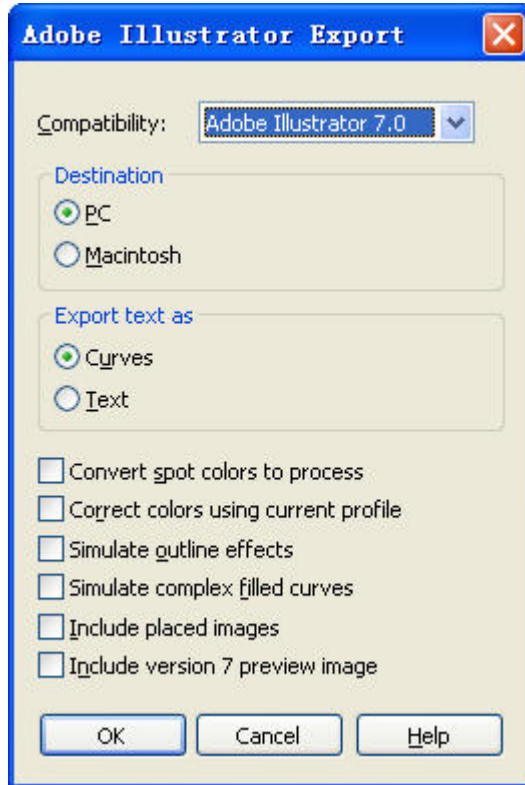 Adobe Illustrator Export
Compatibility: Adobe Illustrator 7.0
Destination
PC
Macintosh
Export text as
Curves
Text
Convert spot colors to process
Correct colors using current profile
Simulate outline effects
Simulate complex filled curves
Include placed images
Include version 7 preview image
OK Cancel Help